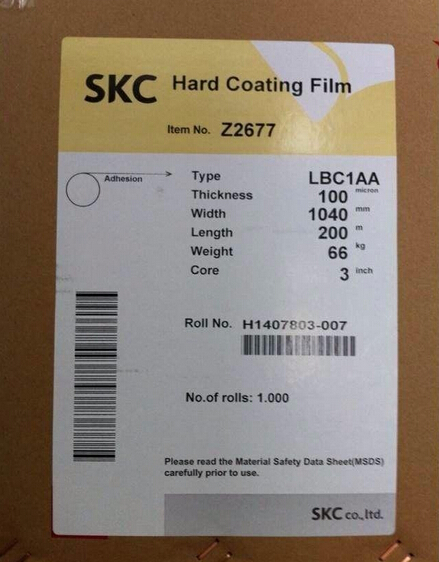 SKC Hard Coating Film
Item No. Z2677
Adhesion
Type LBC1AA
Thickness 100 micron
Width 1040 mm
Length 200 m
Weight 66 kg
Core 3 inch
Roll No. H1407803-007
No.of rolls: 1.000
Please read the Material Safety Data Sheet(MSDS)
carefully prior to use.
SKC co.,ltd.